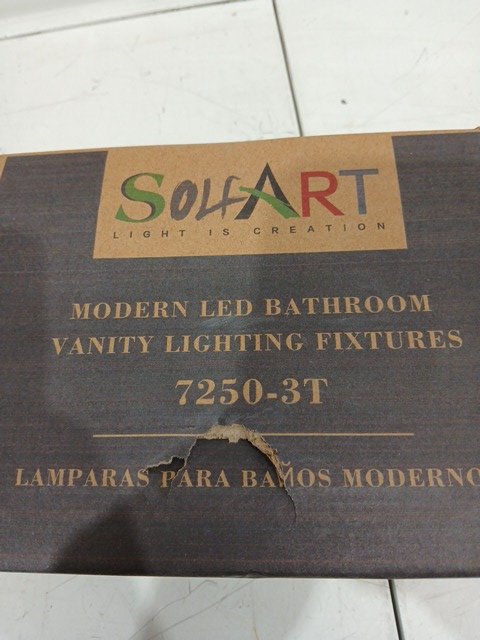 SOLFART
LIGHT IS CREATION
MODERN LED BATHROOM
VANITY LIGHTING FIXTURES
7250-3T
LAMPARAS PARA BAÑOS MODERNO